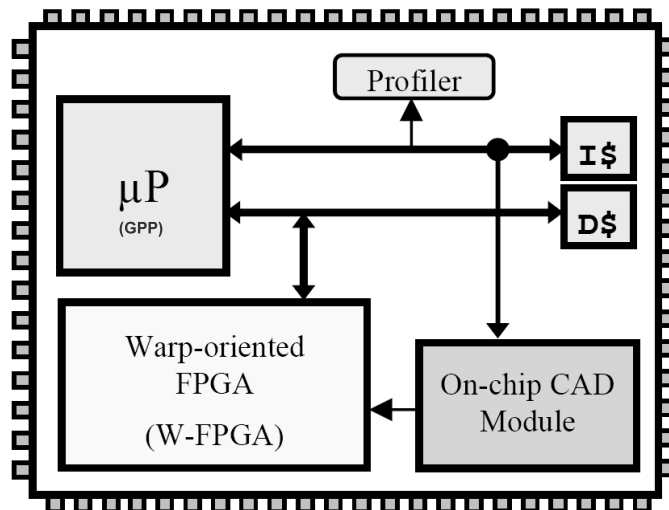 Profiler
µP
(GPP)
I$
D$
Warp-oriented
FPGA
(W-FPGA)
On-chip CAD
Module